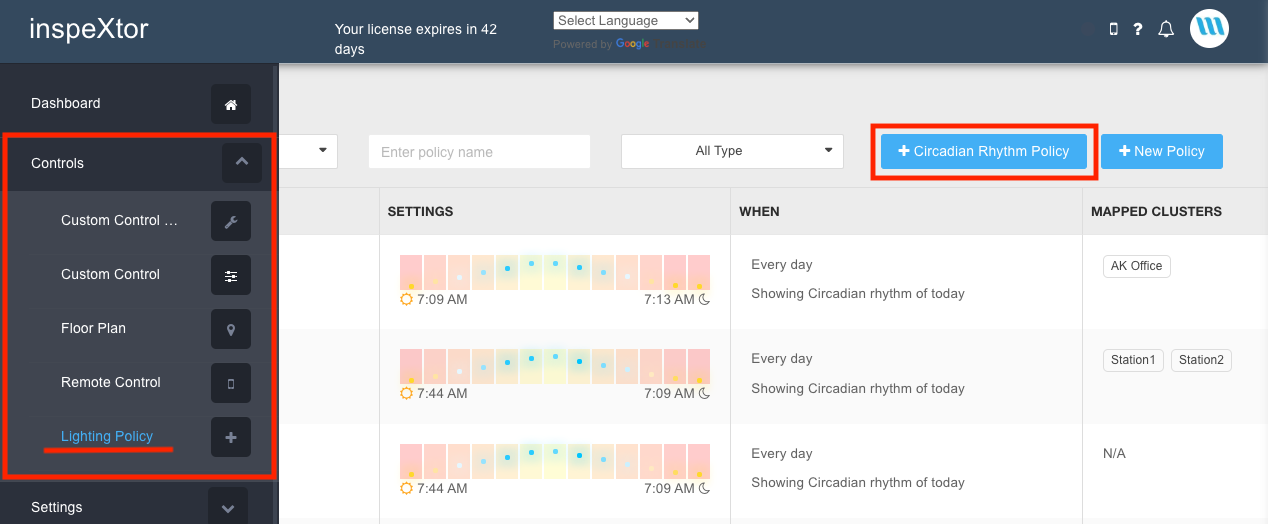 inspeXtor
Your license expires in 42
days
Select Language
Powered by Google
Dashboard
Controls
Custom Control ...
Custom Control
Floor Plan
Remote Control
Lighting Policy
Settings
Enter policy name
All Type
+ Circadian Rhythm Policy
+ New Policy
SETTINGS
WHEN
MAPPED CLUSTERS
7:09 AM
7:13 AM
Every day
Showing Circadian rhythm of today
AK Office
7:44 AM
7:09 AM
Every day
Showing Circadian rhythm of today
Station1 Station2
7:44 AM
7:09 AM
Every day
Showing Circadian rhythm of today
N/A